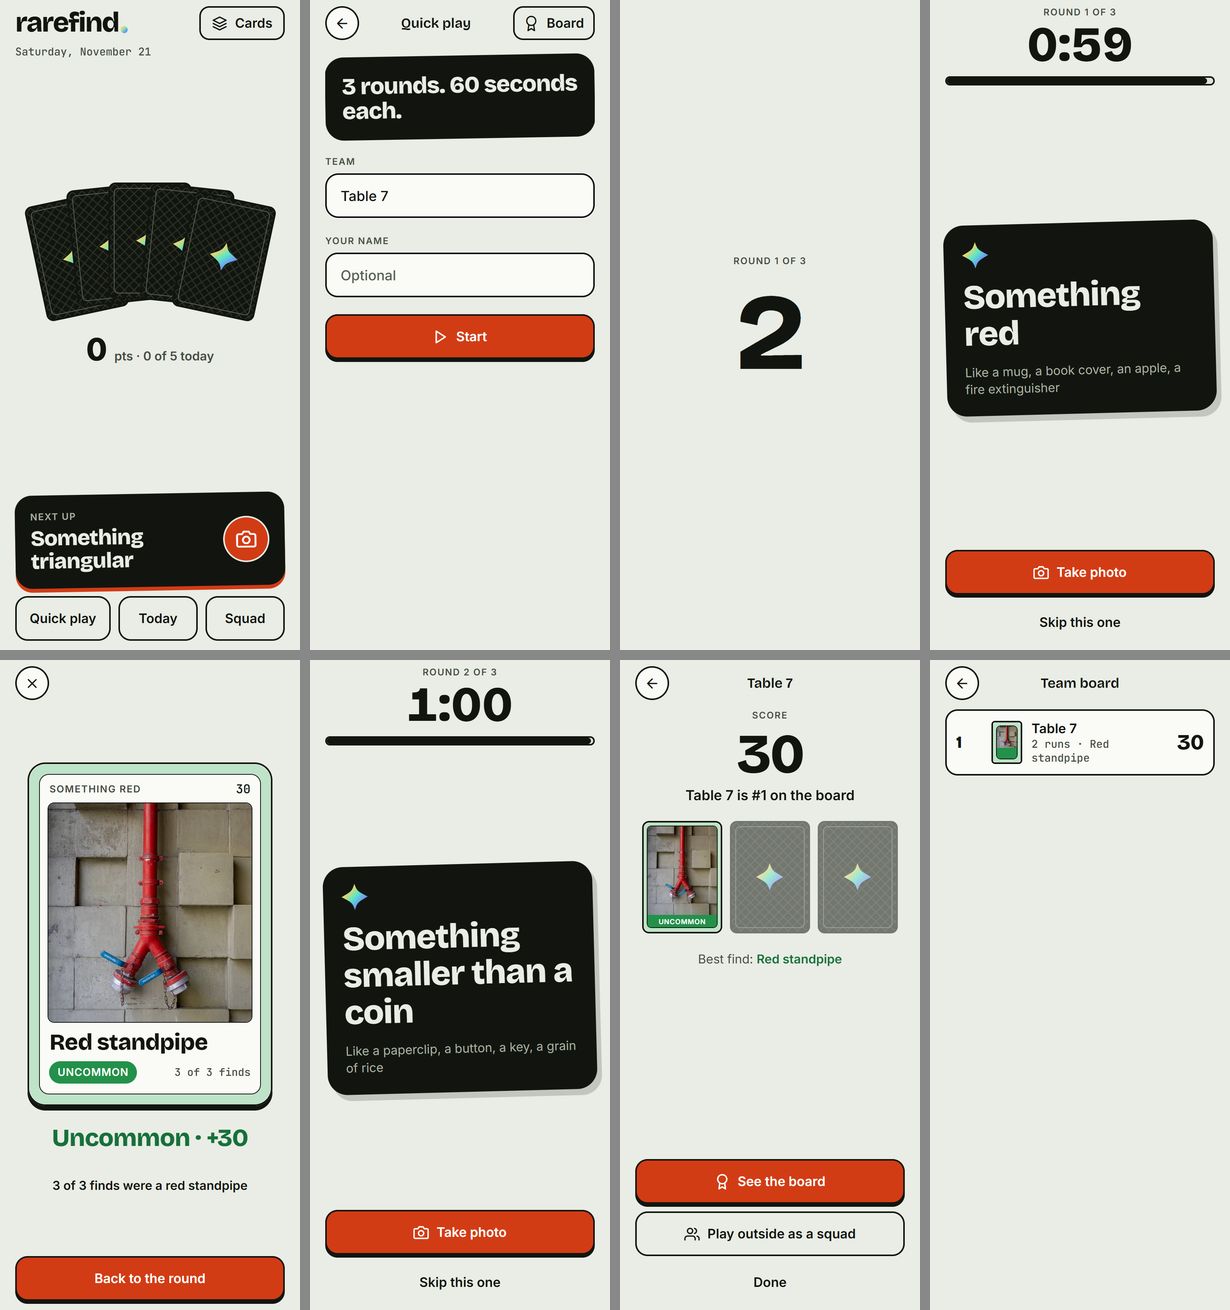 rarefind.
Cards
Saturday, November 21
0 pts · 0 of 5 today
NEXT UP
Something
triangular
Quick play
Today
Squad
Quick play
Board
3 rounds. 60 seconds
each.
TEAM
Table 7
YOUR NAME
Optional
Start
ROUND 1 OF 3
2
ROUND 1 OF 3
0:59
Something
red
Like a mug, a book cover, an apple, a
fire extinguisher
Take photo
Skip this one
SOMETHING RED 30
Red standpipe
UNCOMMON 3 of 3 finds
Uncommon · +30
3 of 3 finds were a red standpipe
Back to the round
ROUND 2 OF 3
1:00
Something
smaller than a
coin
Like a paperclip, a button, a key, a grain
of rice
Take photo
Skip this one
Table 7
SCORE
30
Table 7 is #1 on the board
UNCOMMON
Best find: Red standpipe
See the board
Play outside as a squad
Done
Team board
1
Table 7
2 runs · Red
standpipe
30